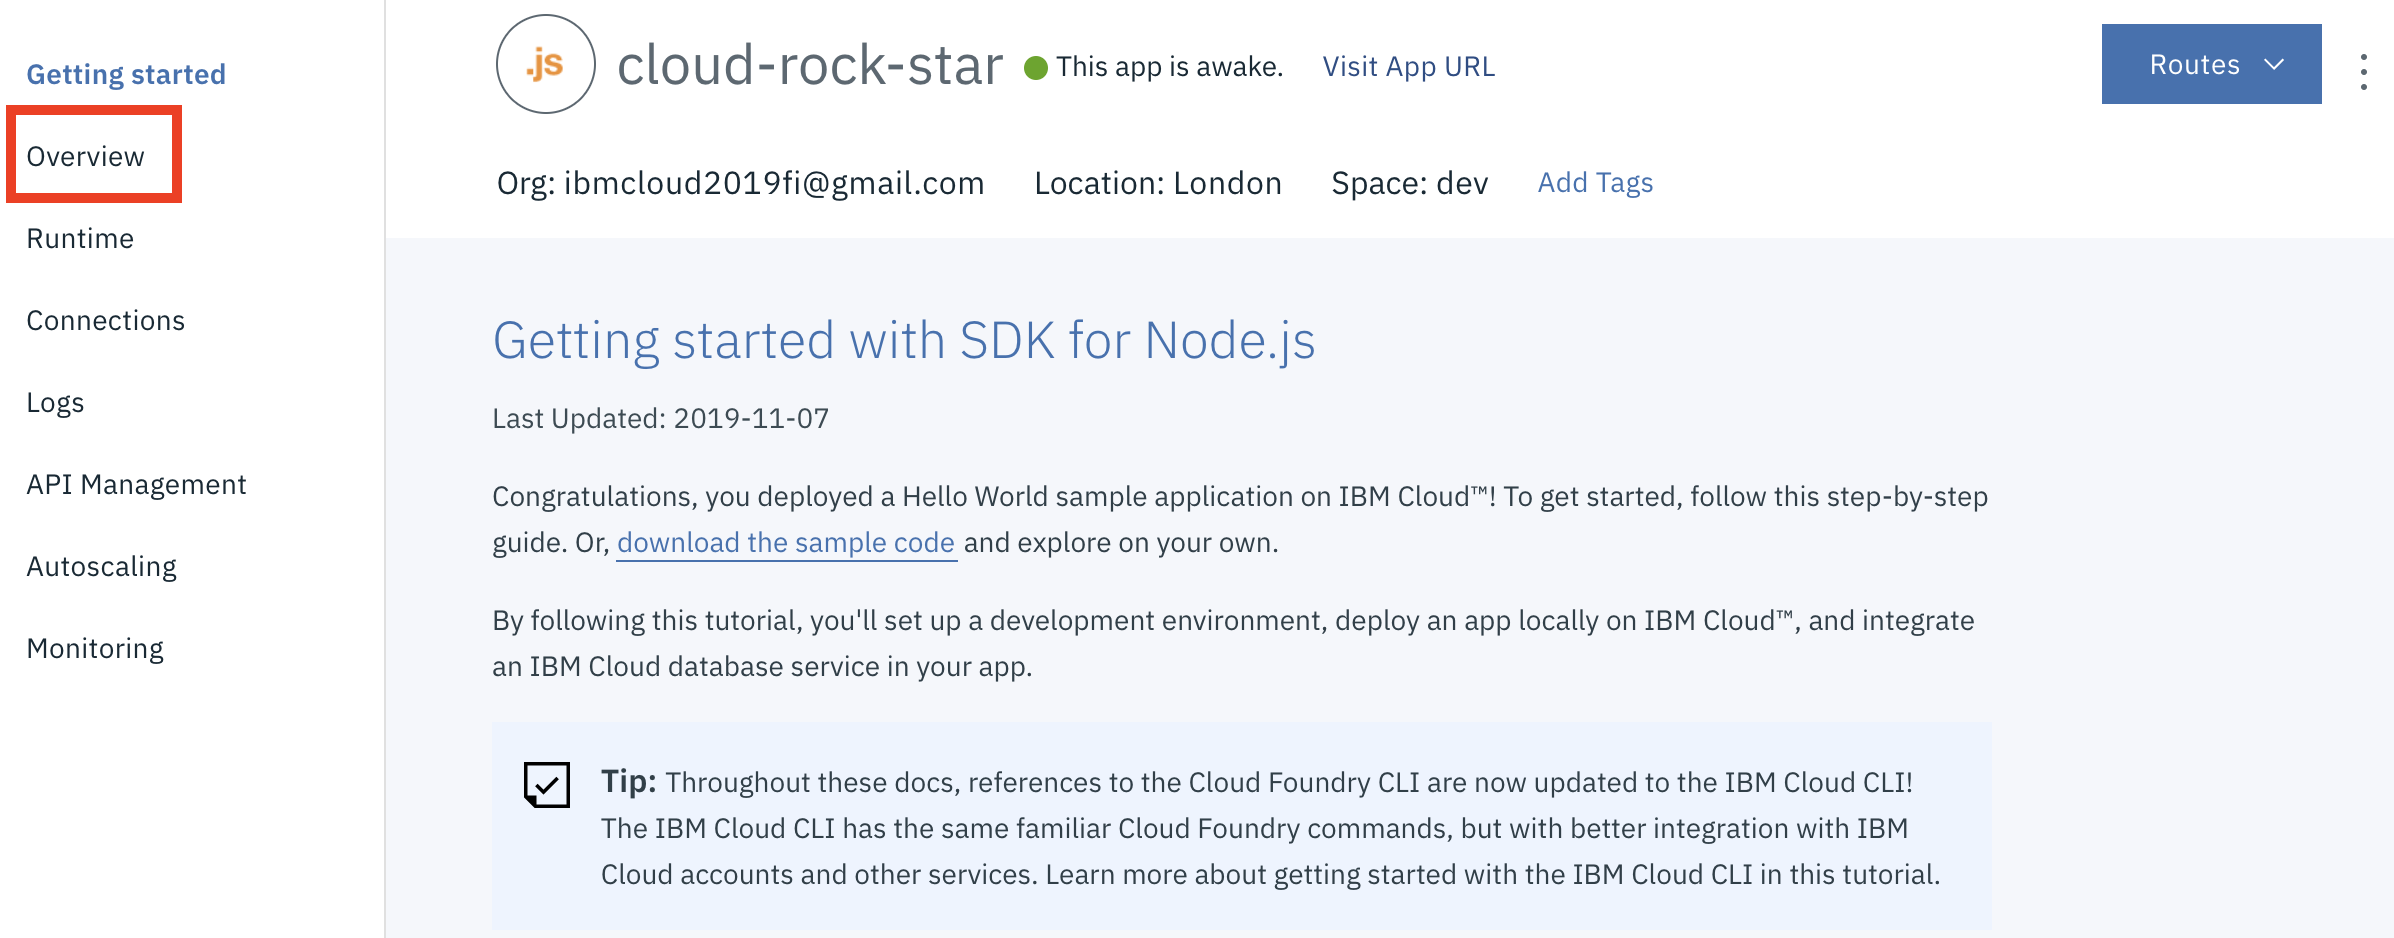 Getting started
Overview
Runtime
Connections
Logs
API Management
Autoscaling
Monitoring
.js
cloud-rock-star
This app is awake.
Visit App URL
Routes
Org: ibmcloud2019fi@gmail.com
Location: London
Space: dev
Add Tags
Getting started with SDK for Node.js
Last Updated: 2019-11-07
Congratulations, you deployed a Hello World sample application on IBM Cloud™! To get started, follow this step-by-step
guide. Or, download the sample code and explore on your own.
By following this tutorial, you'll set up a development environment, deploy an app locally on IBM Cloud™, and integrate
an IBM Cloud database service in your app.
Tip: Throughout these docs, references to the Cloud Foundry CLI are now updated to the IBM Cloud CLI!
The IBM Cloud CLI has the same familiar Cloud Foundry commands, but with better integration with IBM
Cloud accounts and other services. Learn more about getting started with the IBM Cloud CLI in this tutorial.